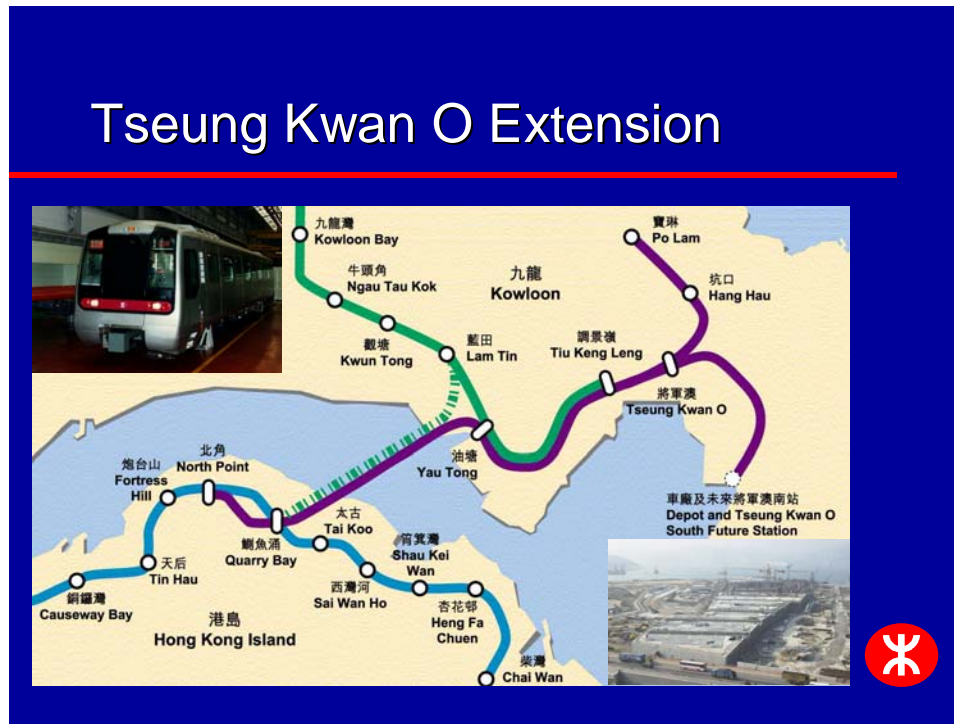 Tseung Kwan O Extension
九龍灣
Kowloon Bay
寶琳
Po Lam
牛頭角
Ngau Tau Kok
九龍
Kowloon
坑口
Hang Hau
觀塘
Kwun Tong
藍田
Lam Tin
調景嶺
Tiu Keng Leng
將軍澳
Tseung Kwan O
油塘
Yau Tong
炮台山
Fortress
Hill
北角
North Point
車廠及未來將軍澳南站
Depot and Tseung Kwan O
South Future Station
鰂魚涌
Quarry Bay
太古
Tai Koo
筲箕灣
Shau Kei
Wan
天后
Tin Hau
西灣河
Sai Wan Ho
銅鑼灣
Causeway Bay
杏花邨
Heng Fa
Chuen
港島
Hong Kong Island
柴灣
Chai Wan